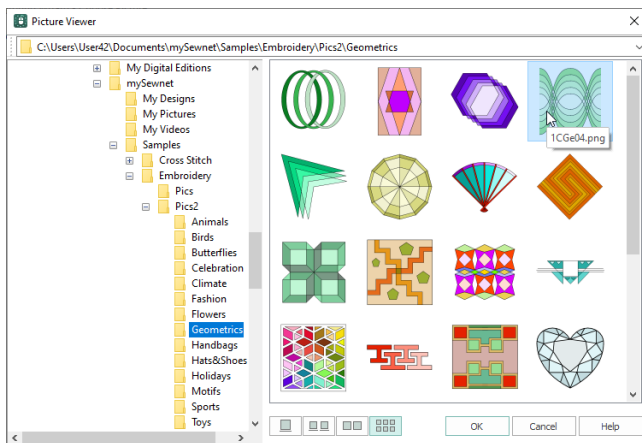 Picture Viewer
C:\Users\User42\Documents\mySewnet\Samples\Embroidery\Pics2\Geometrics
My Digital Editions
mySewnet
My Designs
My Pictures
My Videos
Samples
Cross Stitch
Embroidery
Pics
Pics2
Animals
Birds
Butterflies
Celebration
Climate
Fashion
Flowers
Geometrics
Handbags
Hats&Shoes
Holidays
Motifs
Sports
Toys
1CGe04.png
OK
Cancel
Help